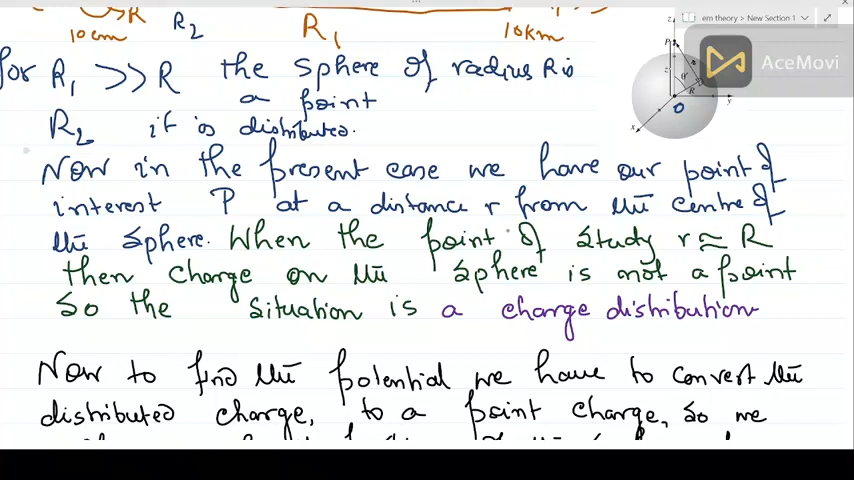 R R2 R1
10cm 10km
em theory > New Section 1
AceMovi
for R1 >> R the sphere of radius R is
a point
R2 it is distributed.
Now in the present case we have our point of
interest P at a distance r from the centre of
the sphere. When the point of study r ≈ R
then charge on the sphere is not a point
So the situation is a charge distribution
Now to find the potential we have to convert the
distributed charge, to a point charge, so we